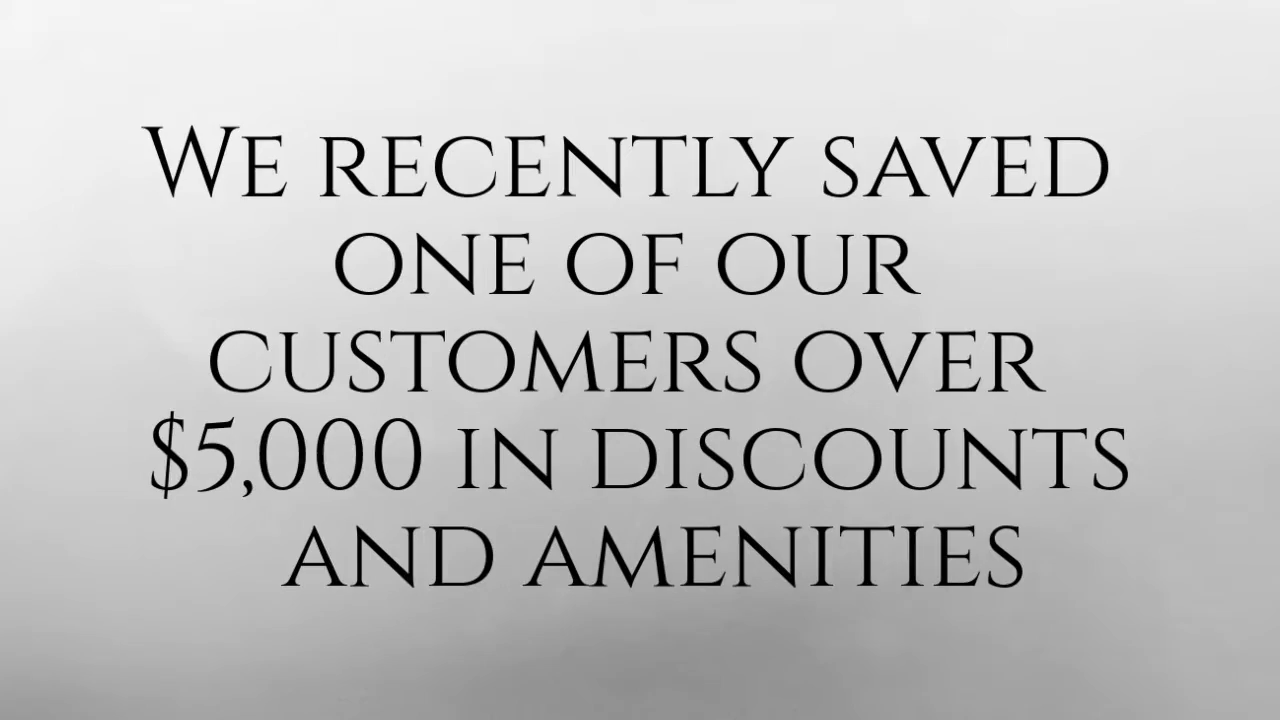 We recently saved
one of our
customers over
$5,000 in discounts
and amenities